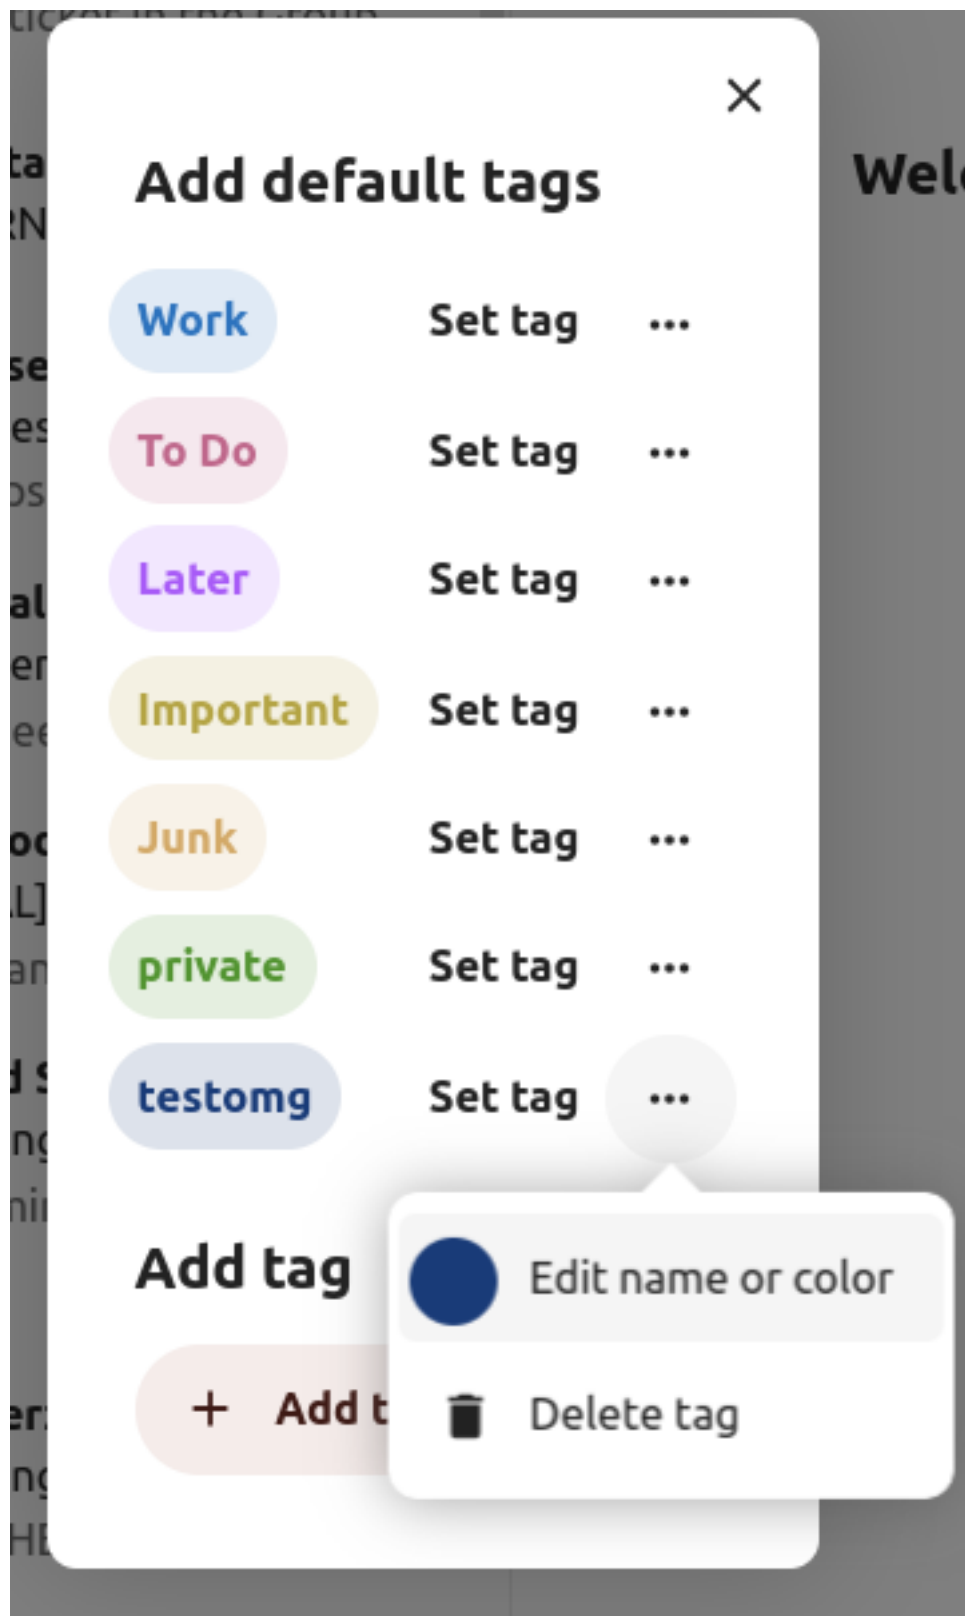 Add default tags
Work Set tag
To Do Set tag
Later Set tag
Important Set tag
Junk Set tag
private Set tag
testomg Set tag
Add tag
Edit name or color
Add
Delete tag